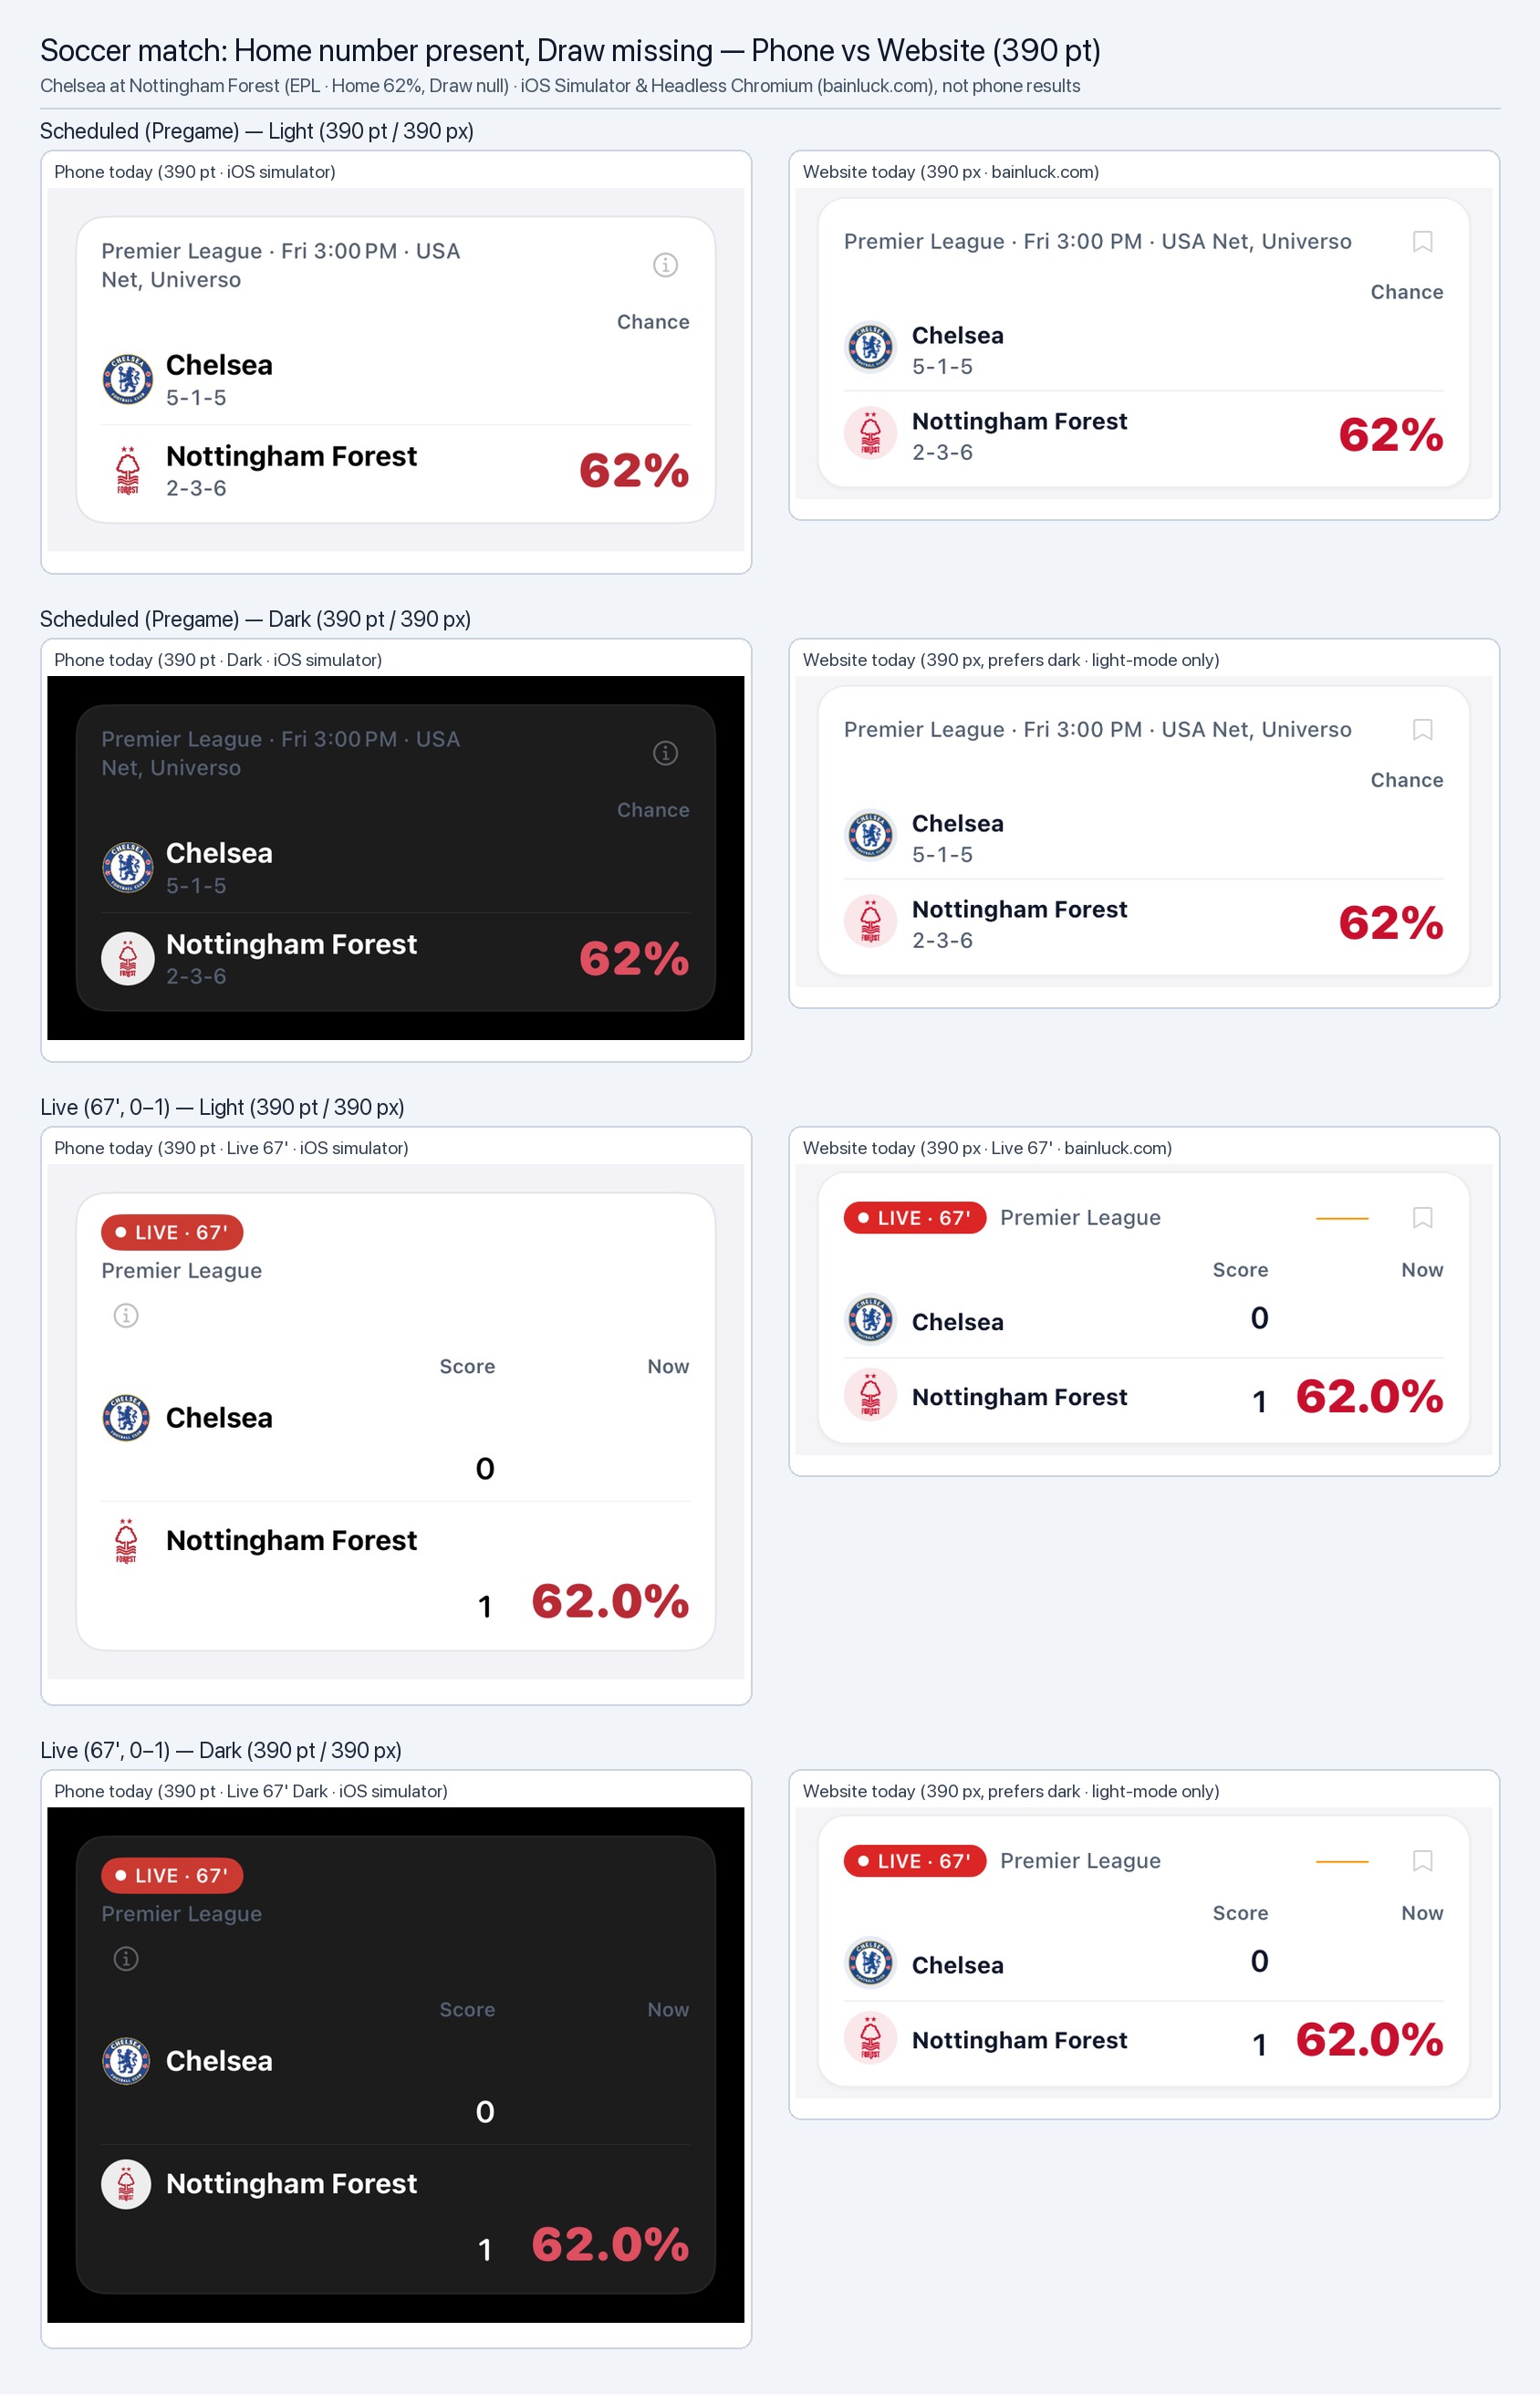 Soccer match: Home number present, Draw missing — Phone vs Website (390 pt)
Chelsea at Nottingham Forest (EPL · Home 62%, Draw null) · iOS Simulator & Headless Chromium (bainluck.com), not phone results
Scheduled (Pregame) — Light (390 pt / 390 px)
Phone today (390 pt · iOS simulator)
Premier League · Fri 3:00 PM · USA
Net, Universo
Chance
Chelsea
5-1-5
Nottingham Forest
2-3-6
62%
Website today (390 px · bainluck.com)
Premier League · Fri 3:00 PM · USA Net, Universo
Chance
Chelsea
5-1-5
Nottingham Forest
2-3-6
62%
Scheduled (Pregame) — Dark (390 pt / 390 px)
Phone today (390 pt · Dark · iOS simulator)
Premier League · Fri 3:00 PM · USA
Net, Universo
Chance
Chelsea
5-1-5
Nottingham Forest
2-3-6
62%
Website today (390 px, prefers dark · light-mode only)
Premier League · Fri 3:00 PM · USA Net, Universo
Chance
Chelsea
5-1-5
Nottingham Forest
2-3-6
62%
Live (67', 0–1) — Light (390 pt / 390 px)
Phone today (390 pt · Live 67' · iOS simulator)
LIVE · 67'
Premier League
Score Now
Chelsea
0
Nottingham Forest
1 62.0%
Website today (390 px · Live 67' · bainluck.com)
LIVE · 67' Premier League
Score Now
Chelsea 0
Nottingham Forest 1 62.0%
Live (67', 0–1) — Dark (390 pt / 390 px)
Phone today (390 pt · Live 67' Dark · iOS simulator)
LIVE · 67'
Premier League
Score Now
Chelsea
0
Nottingham Forest
1 62.0%
Website today (390 px, prefers dark · light-mode only)
LIVE · 67' Premier League
Score Now
Chelsea 0
Nottingham Forest 1 62.0%